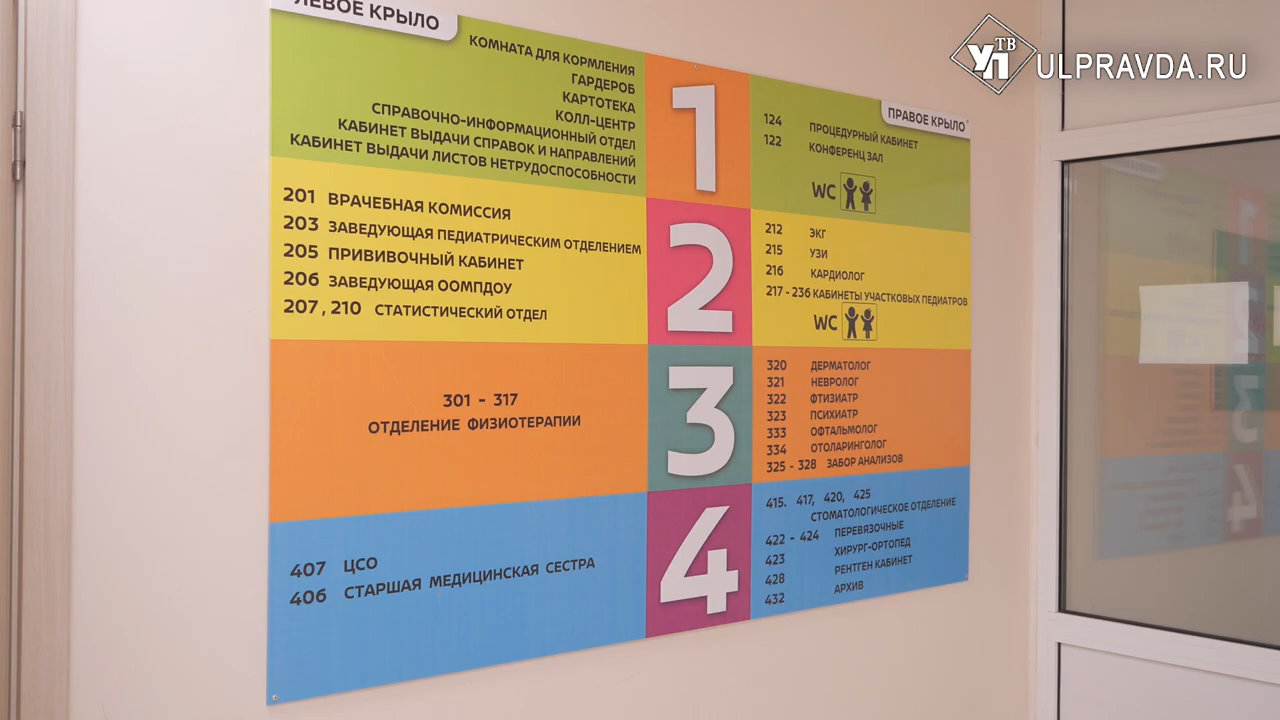 ЛЕВОЕ КРЫЛО
КОМНАТА ДЛЯ КОРМЛЕНИЯ
ГАРДЕРОБ
КАРТОТЕКА
КОЛЛ-ЦЕНТР
СПРАВОЧНО-ИНФОРМАЦИОННЫЙ ОТДЕЛ
КАБИНЕТ ВЫДАЧИ СПРАВОК И НАПРАВЛЕНИЙ
КАБИНЕТ ВЫДАЧИ ЛИСТОВ НЕТРУДОСПОСОБНОСТИ
1
ПРАВОЕ КРЫЛО
124 ПРОЦЕДУРНЫЙ КАБИНЕТ
122 КОНФЕРЕНЦ ЗАЛ
WC
201 ВРАЧЕБНАЯ КОМИССИЯ
203 ЗАВЕДУЮЩАЯ ПЕДИАТРИЧЕСКИМ ОТДЕЛЕНИЕМ
205 ПРИВИВОЧНЫЙ КАБИНЕТ
206 ЗАВЕДУЮЩАЯ ООМПДОУ
207, 210 СТАТИСТИЧЕСКИЙ ОТДЕЛ
2
212 ЭКГ
215 УЗИ
216 КАРДИОЛОГ
217 - 236 КАБИНЕТЫ УЧАСТКОВЫХ ПЕДИАТРОВ
WC
301 - 317
ОТДЕЛЕНИЕ ФИЗИОТЕРАПИИ
3
320 ДЕРМАТОЛОГ
321 НЕВРОЛОГ
322 ФТИЗИАТР
323 ПСИХИАТР
333 ОФТАЛЬМОЛОГ
334 ОТОЛАРИНГОЛОГ
325 - 328 ЗАБОР АНАЛИЗОВ
407 ЦСО
406 СТАРШАЯ МЕДИЦИНСКАЯ СЕСТРА
4
415. 417, 420, 425
СТОМАТОЛОГИЧЕСКОЕ ОТДЕЛЕНИЕ
422 - 424 ПЕРЕВЯЗОЧНЫЕ
423 ХИРУРГ-ОРТОПЕД
428 РЕНТГЕН КАБИНЕТ
432 АРХИВ
УП ТВ ULPRAVDA.RU